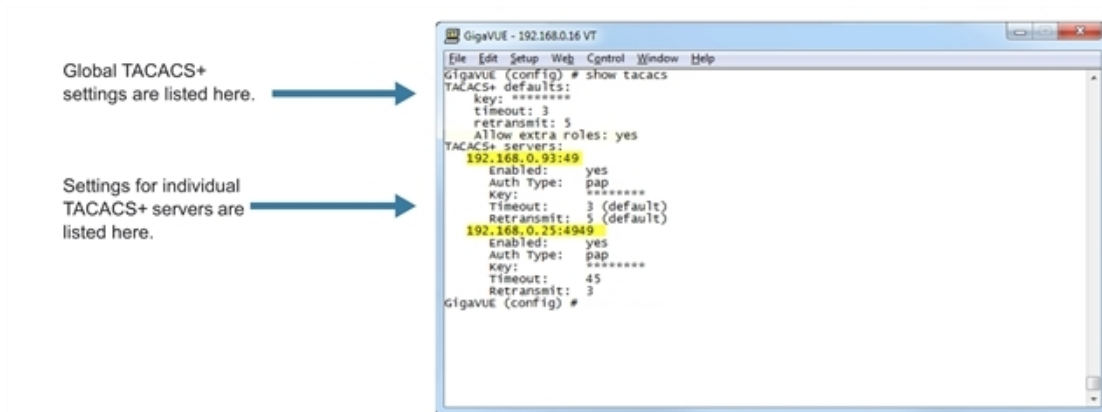 Global TACACS+
settings are listed here.
Settings for individual
TACACS+ servers are
listed here.
GigaVUE - 192.168.0.16 VT
File Edit Setup Web Control Window Help
GigaVUE (config) # show tacacs
TACACS+ defaults:
key: ********
timeout: 3
retransmit: 5
Allow extra roles: yes
TACACS+ servers:
192.168.0.93:49
Enabled: yes
Auth Type: pap
Key: ********
Timeout: 3 (default)
Retransmit: 5 (default)
192.168.0.25:4949
Enabled: yes
Auth Type: pap
Key: ********
Timeout: 45
Retransmit: 3
GigaVUE (config) #